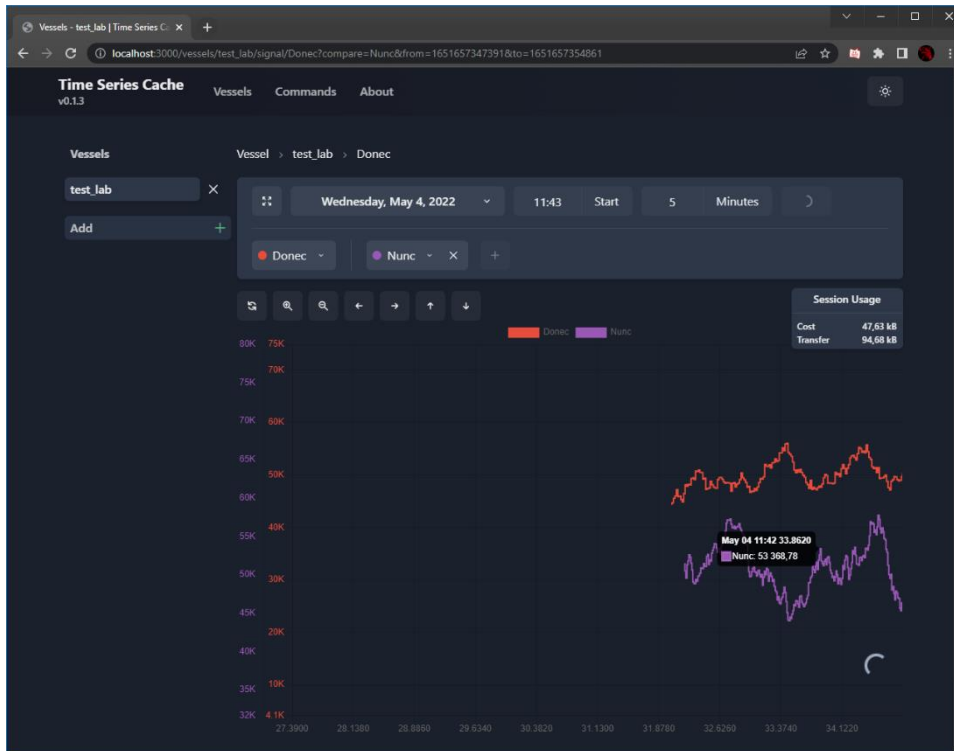 Vessels - test_lab | Time Series Ca
localhost:3000/vessels/test_lab/signal/Donec?compare=Nunc&from=1651657347391&to=1651657354861
Time Series Cache
v0.1.3
Vessels Commands About
Vessels
test_lab
Add
Vessel > test_lab > Donec
Wednesday, May 4, 2022 11:43 Start 5 Minutes
Donec Nunc
Session Usage
Cost 47,63 kB
Transfer 94,68 kB
Donec Nunc
80K 75K
70K
75K
70K 60K
65K
50K
60K
55K 40K
May 04 11:42 33.8620
Nunc: 53 368,78
50K
30K
45K
20K
40K
35K 10K
32K 4.1K
27.3900 28.1380 28.8860 29.6340 30.3820 31.1300 31.8780 32.6260 33.3740 34.1220